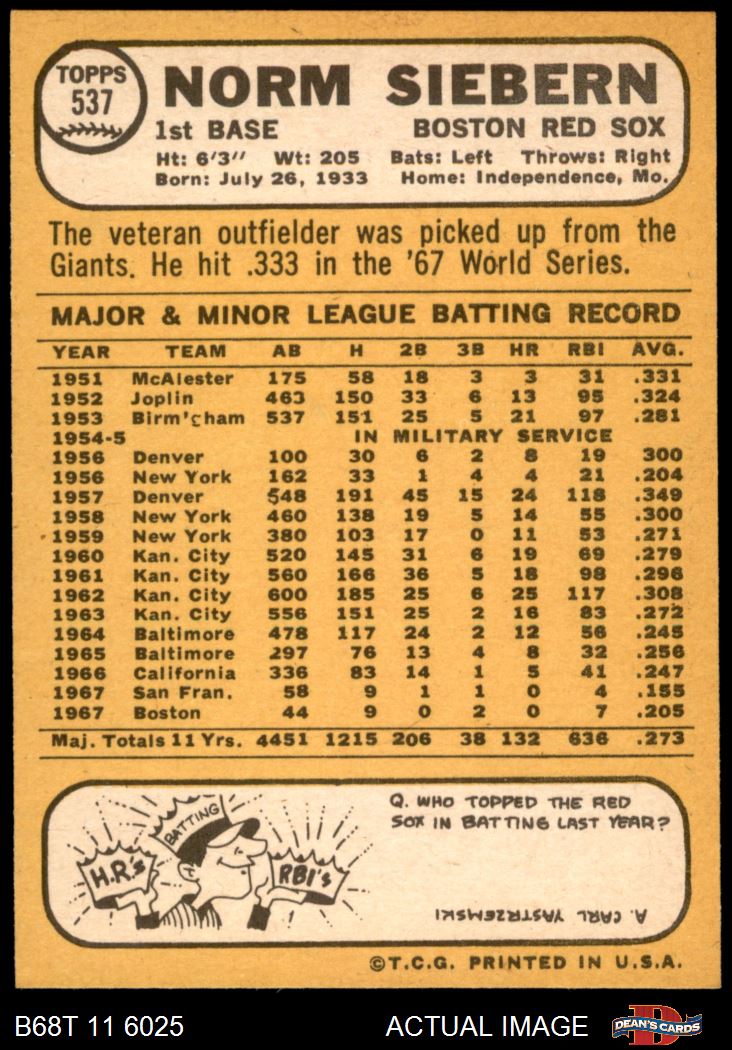 TOPPS
537
NORM SIEBERN
1st BASE BOSTON RED SOX
Ht: 6'3" Wt: 205 Bats: Left Throws: Right
Born: July 26, 1933 Home: Independence, Mo.
The veteran outfielder was picked up from the
Giants. He hit .333 in the '67 World Series.
MAJOR & MINOR LEAGUE BATTING RECORD
YEAR TEAM AB H 2B 3B HR RBI AVG.
1951 McAlester 175 58 18 3 3 31 .331
1952 Joplin 463 150 33 6 13 95 .324
1953 Birm'gham 537 151 25 5 21 97 .281
1954-5 IN MILITARY SERVICE
1956 Denver 100 30 6 2 8 19 300
1956 New York 162 33 1 4 4 21 .204
1957 Denver 548 191 45 15 24 118 .349
1958 New York 460 138 19 5 14 55 .300
1959 New York 380 103 17 0 11 53 .271
1960 Kan. City 520 145 31 6 19 69 .279
1961 Kan. City 560 166 36 5 18 98 .296
1962 Kan. City 600 185 25 6 25 117 .308
1963 Kan. City 556 151 25 2 16 83 .272
1964 Baltimore 478 117 24 2 12 56 .245
1965 Baltimore 297 76 13 4 8 32 .256
1966 California 336 83 14 1 5 41 .247
1967 San Fran. 58 9 1 1 0 4 .155
1967 Boston 44 9 0 2 0 7 .205
Maj. Totals 11 Yrs. 4451 1215 206 38 132 636 .273
BATTING
H.R's
RBI's
Q. WHO TOPPED THE RED
SOX IN BATTING LAST YEAR?
A. CARL YASTRZEMSKI
©T.C.G. PRINTED IN U.S.A.
B68T 11 6025 ACTUAL IMAGE DEAN'S CARDS